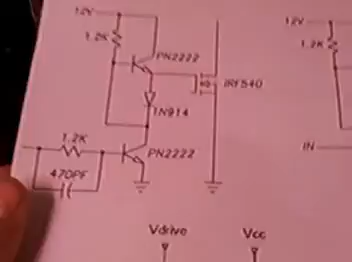 12V
12V
1.2K
PN2222
1.2K
IRF540
1N914
1.2K
PN2222
IN
470PF
Vdrive
Vcc